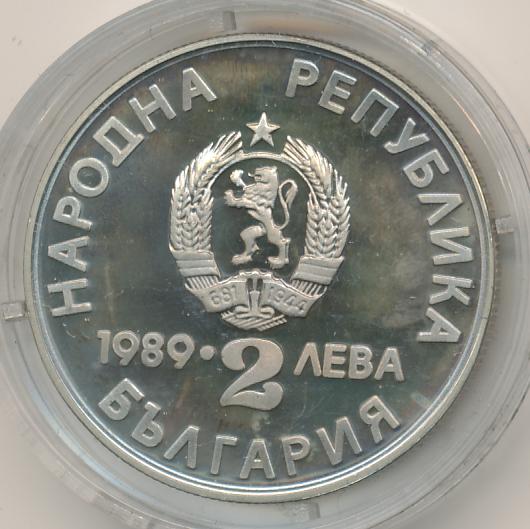 НАРОДНА РЕПУБЛИКА
681 1944
1989 · 2 ЛЕВА
БЪЛГАРИЯ